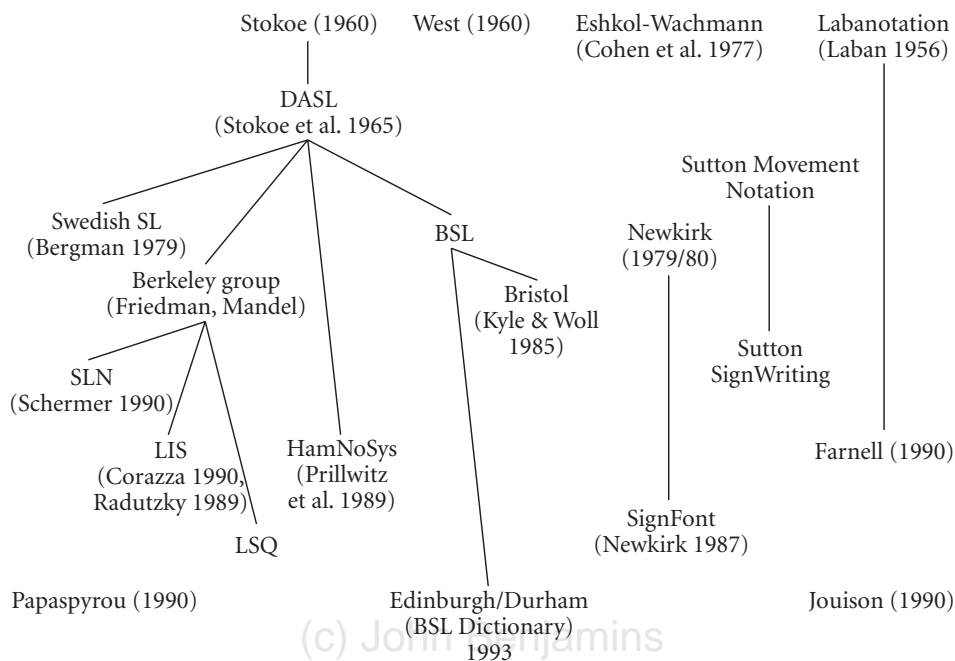 Stokoe (1960)
West (1960)
Eshkol-Wachmann
(Cohen et al. 1977)
Labanotation
(Laban 1956)
DASL
(Stokoe et al. 1965)
Sutton Movement
Notation
Swedish SL
(Bergman 1979)
BSL
Newkirk
(1979/80)
Berkeley group
(Friedman, Mandel)
Bristol
(Kyle & Woll
1985)
Sutton
SignWriting
SLN
(Schermer 1990)
LIS
(Corazza 1990,
Radutzky 1989)
HamNoSys
(Prillwitz
et al. 1989)
Farnell (1990)
SignFont
(Newkirk 1987)
LSQ
Papaspyrou (1990)
Edinburgh/Durham
(BSL Dictionary)
1993
Jouison (1990)
(c) John Benjamins